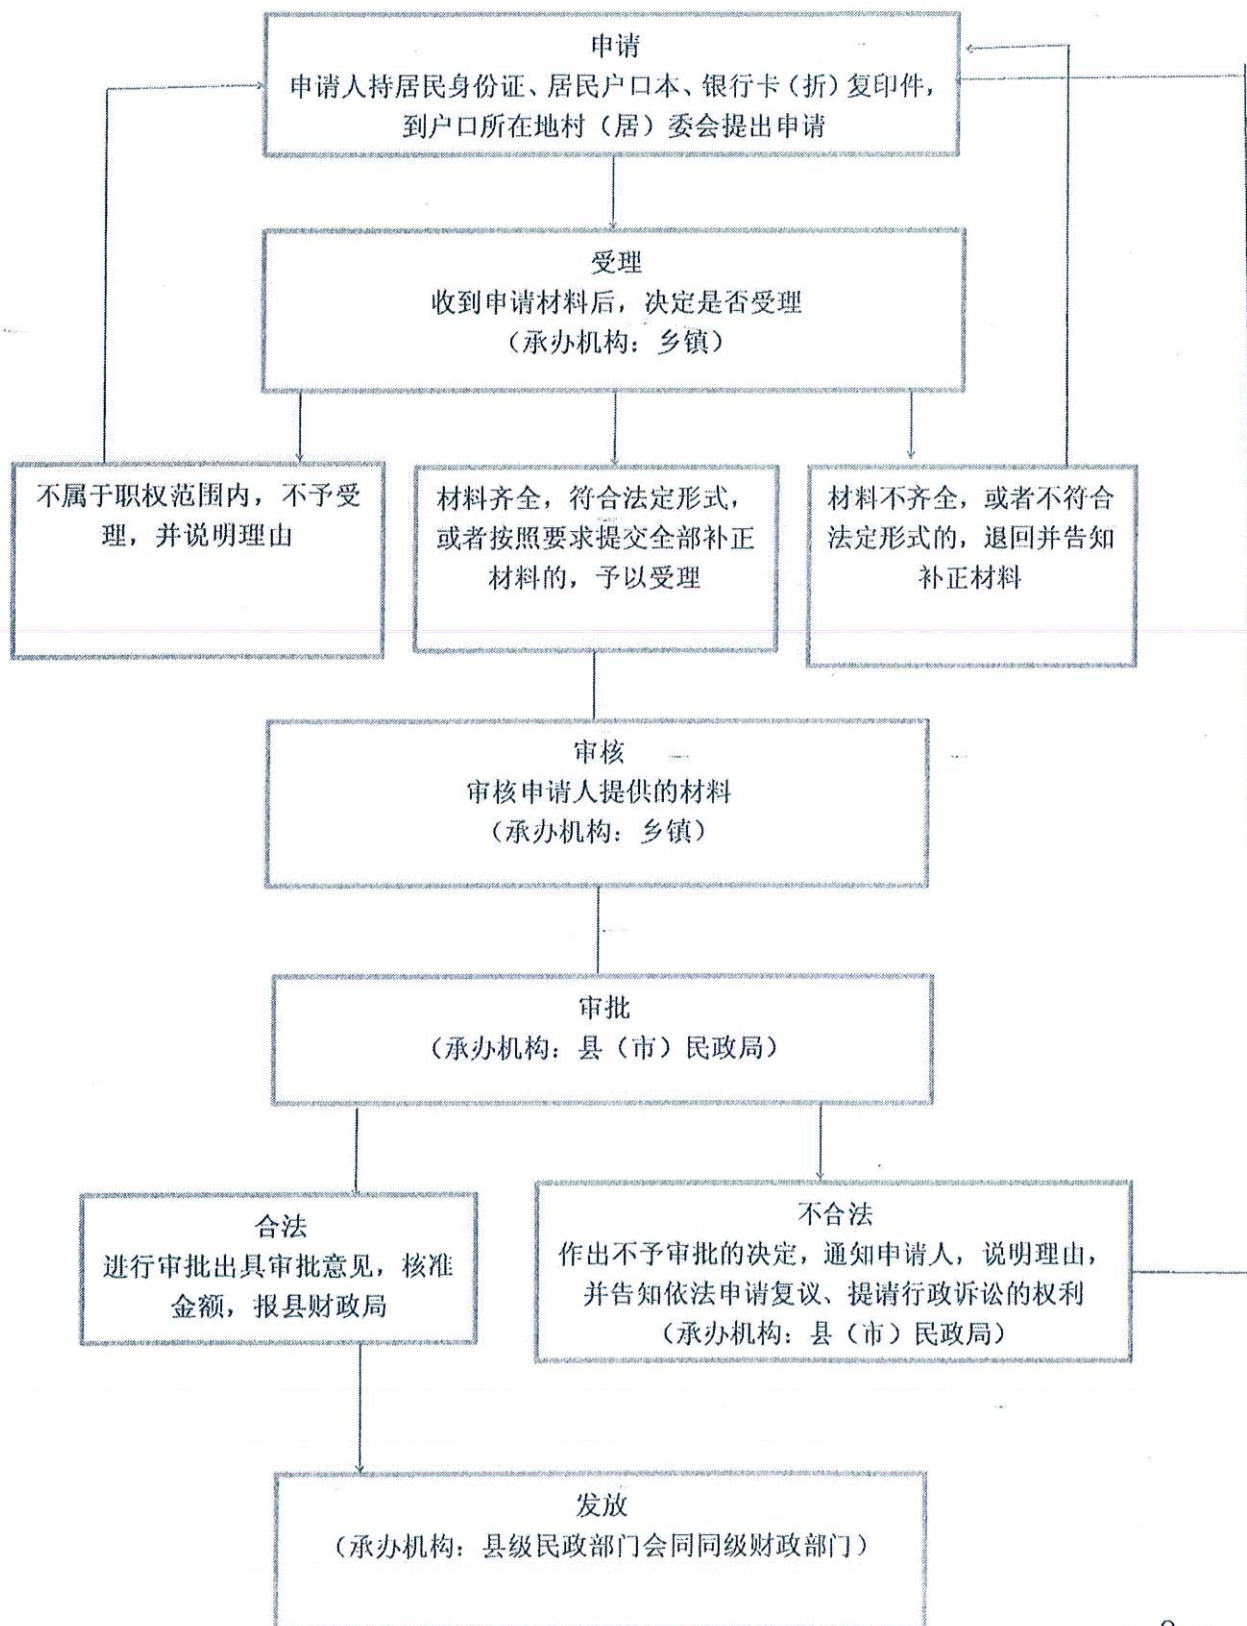 申请
申请人持居民身份证、居民户口本、银行卡（折）复印件，
到户口所在地村（居）委会提出申请
受理
收到申请材料后，决定是否受理
（承办机构：乡镇）
不属于职权范围内，不予受
理，并说明理由
材料齐全，符合法定形式，
或者按照要求提交全部补正
材料的，予以受理
材料不齐全，或者不符合
法定形式的，退回并告知
补正材料
审核
审核申请人提供的材料
（承办机构：乡镇）
审批
（承办机构：县（市）民政局）
合法
进行审批出具审批意见，核准
金额，报县财政局
不合法
作出不予审批的决定，通知申请人，说明理由，
并告知依法申请复议、提请行政诉讼的权利
（承办机构：县（市）民政局）
发放
（承办机构：县级民政部门会同同级财政部门）